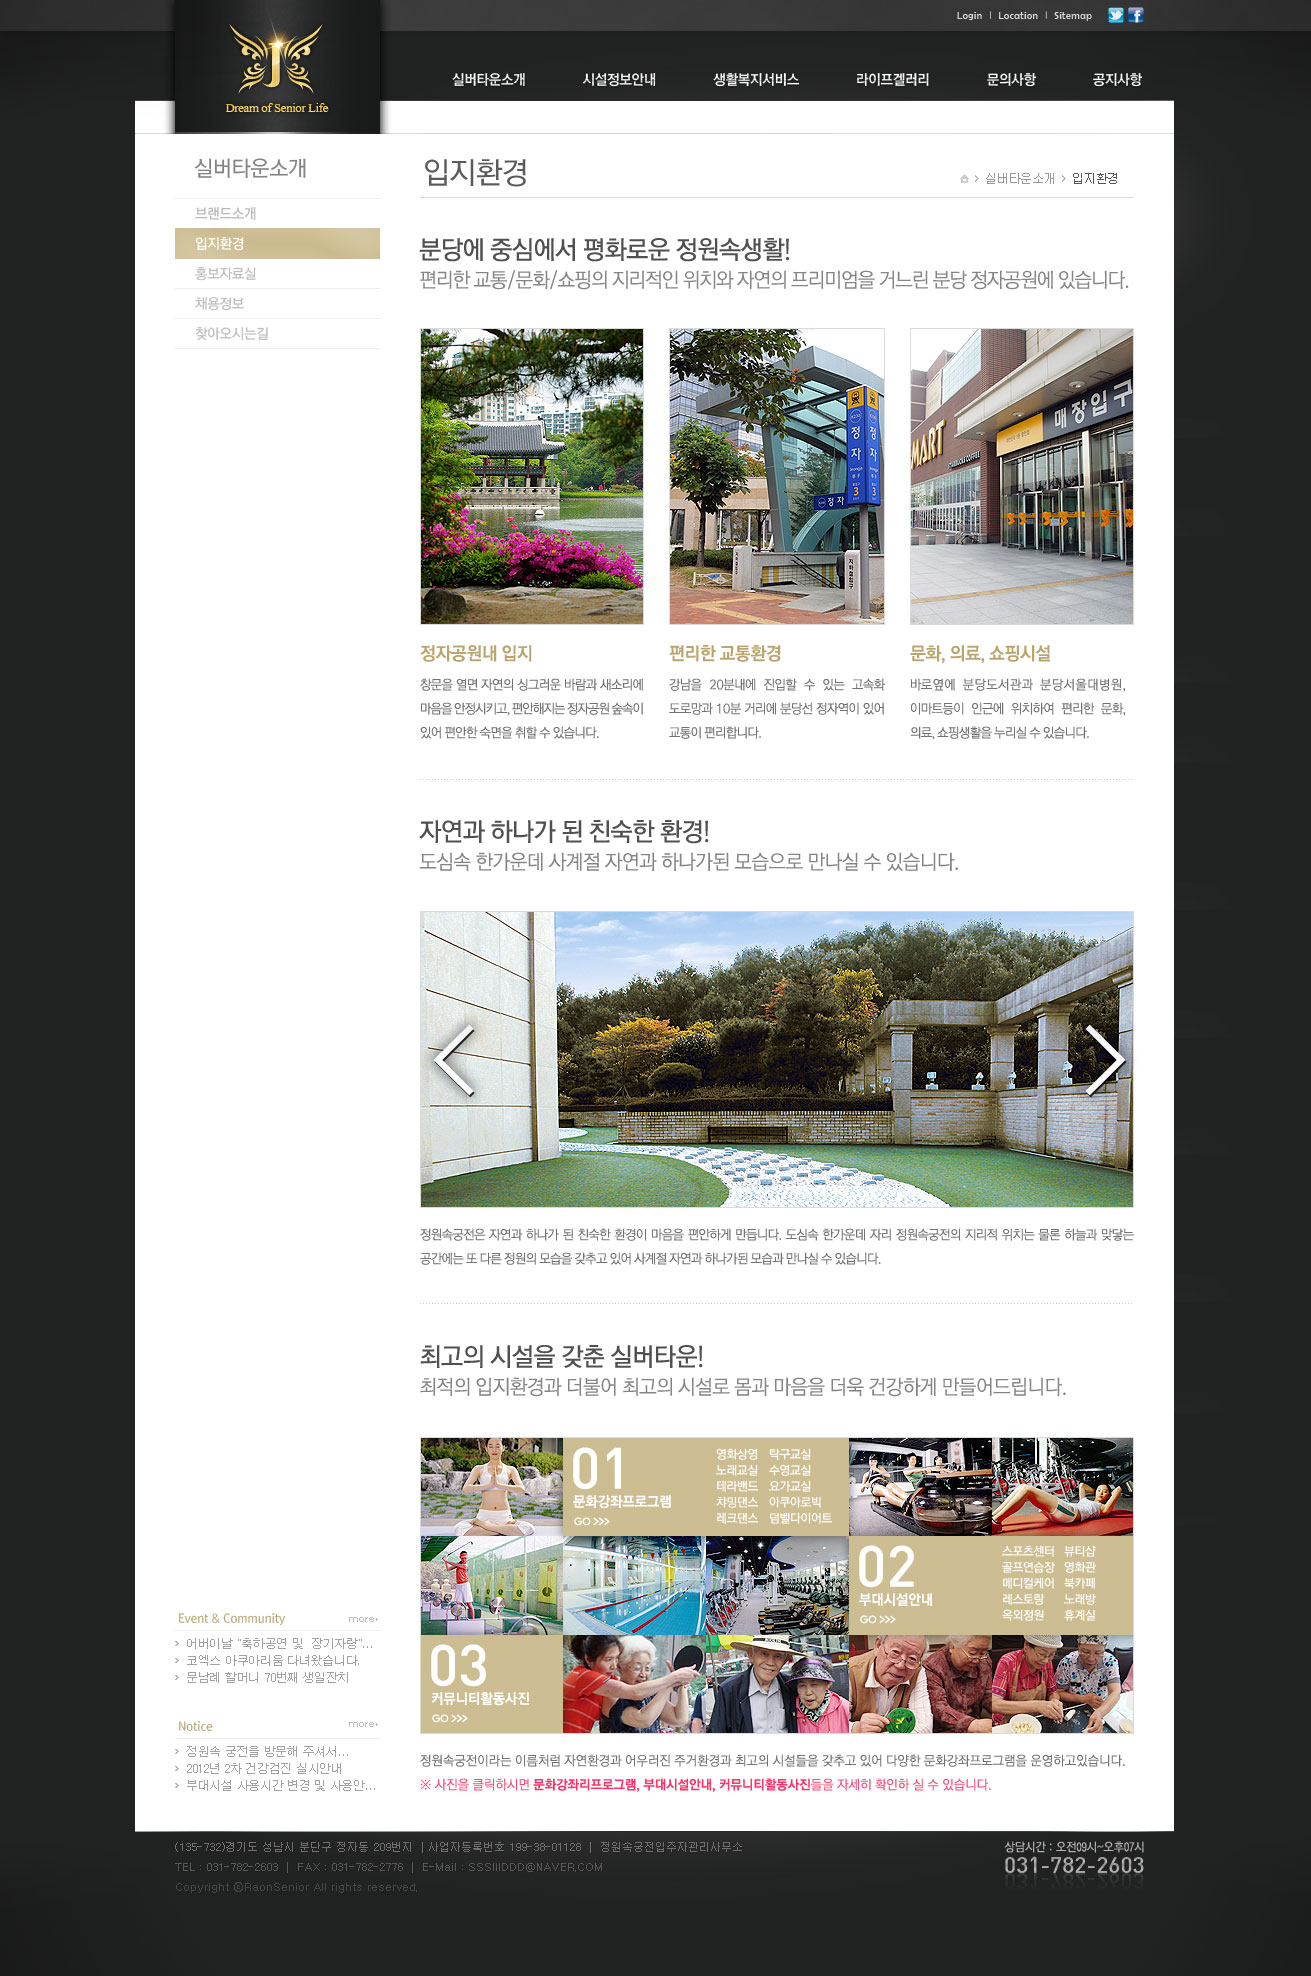 Login | Location | Sitemap
Dream of Senior Life
실버타운소개 시설정보안내 생활복지서비스 라이프겔러리 문의사항 공지사항
실버타운소개
브랜드소개
입지환경
홍보자료실
채용정보
찾아오시는길
입지환경
실버타운소개 > 입지환경
분당에 중심에서 평화로운 정원속생활!
편리한 교통/문화/쇼핑의 지리적인 위치와 자연의 프리미엄을 거느린 분당 정자공원에 있습니다.
정자
정자
3
3
정자
MART
STARBUCKS COFFEE
매장입구
정자공원내 입지
창문을 열면 자연의 싱그러운 바람과 새소리에
마음을 안정시키고, 편안해지는 정자공원 숲속이
있어 편안한 숙면을 취할 수 있습니다.
편리한 교통환경
강남을 20분내에 진입할 수 있는 고속화
도로망과 10분 거리에 분당선 정자역이 있어
교통이 편리합니다.
문화, 의료, 쇼핑시설
바로옆에 분당도서관과 분당서울대병원,
이마트등이 인근에 위치하여 편리한 문화,
의료, 쇼핑생활을 누리실 수 있습니다.
자연과 하나가 된 친숙한 환경!
도심속 한가운데 사계절 자연과 하나가된 모습으로 만나실 수 있습니다.
정원속궁전은 자연과 하나가 된 친숙한 환경이 마음을 편안하게 만듭니다. 도심속 한가운데 자리 정원속궁전의 지리적 위치는 물론 하늘과 맞닿는
공간에는 또 다른 정원의 모습을 갖추고 있어 사계절 자연과 하나가된 모습과 만나실 수 있습니다.
최고의 시설을 갖춘 실버타운!
최적의 입지환경과 더불어 최고의 시설로 몸과 마음을 더욱 건강하게 만들어드립니다.
01
문화강좌프로그램
GO >>>
영화상영 탁구교실
노래교실 수영교실
테라밴드 요가교실
챠밍댄스 아쿠아로빅
레크댄스 덤벨다이어트
02
부대시설안내
GO >>>
스포츠센터 뷰티샵
골프연습장 영화관
메디컬케어 북카페
레스토랑 노래방
옥외정원 휴게실
03
커뮤니티활동사진
GO >>>
정원속궁전이라는 이름처럼 자연환경과 어우러진 주거환경과 최고의 시설들을 갖추고 있어 다양한 문화강좌프로그램을 운영하고있습니다.
※ 사진을 클릭하시면 문화강좌리프로그램, 부대시설안내, 커뮤니티활동사진들을 자세히 확인하 실 수 있습니다.
Event & Community more
어버이날 "축하공연 및 장기자랑"...
코엑스 아쿠아리움 다녀왔습니다.
문남례 할머니 70번째 생일잔치
Notice more
정원속 궁전을 방문해 주셔서...
2012년 2차 건강검진 실시안내
부대시설 사용시간 변경 및 사용안...
(135-732)경기도 성남시 분단구 정자동 209번지 | 사업자등록번호 199-38-01128 | 정원속궁전입주자관리사무소
TEL : 031-782-2603 | FAX : 031-782-2776 | E-Mail : SSSIIIDDD@NAVER.COM
Copyright ⓒRaonSenior All rights reserved.
상담시간 : 오전09시~오후07시
031-782-2603